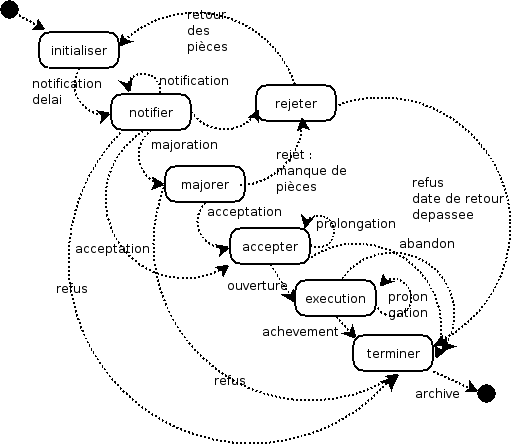 retour
des
pièces
initialiser
notification
delai
notification
notifier
rejeter
majoration
rejet :
manque de
pièces
majorer
refus
date de retour
depassee
acceptation
prolongation
acceptation
accepter
abandon
ouverture
refus
execution
prolon
gation
achevement
terminer
refus
archive